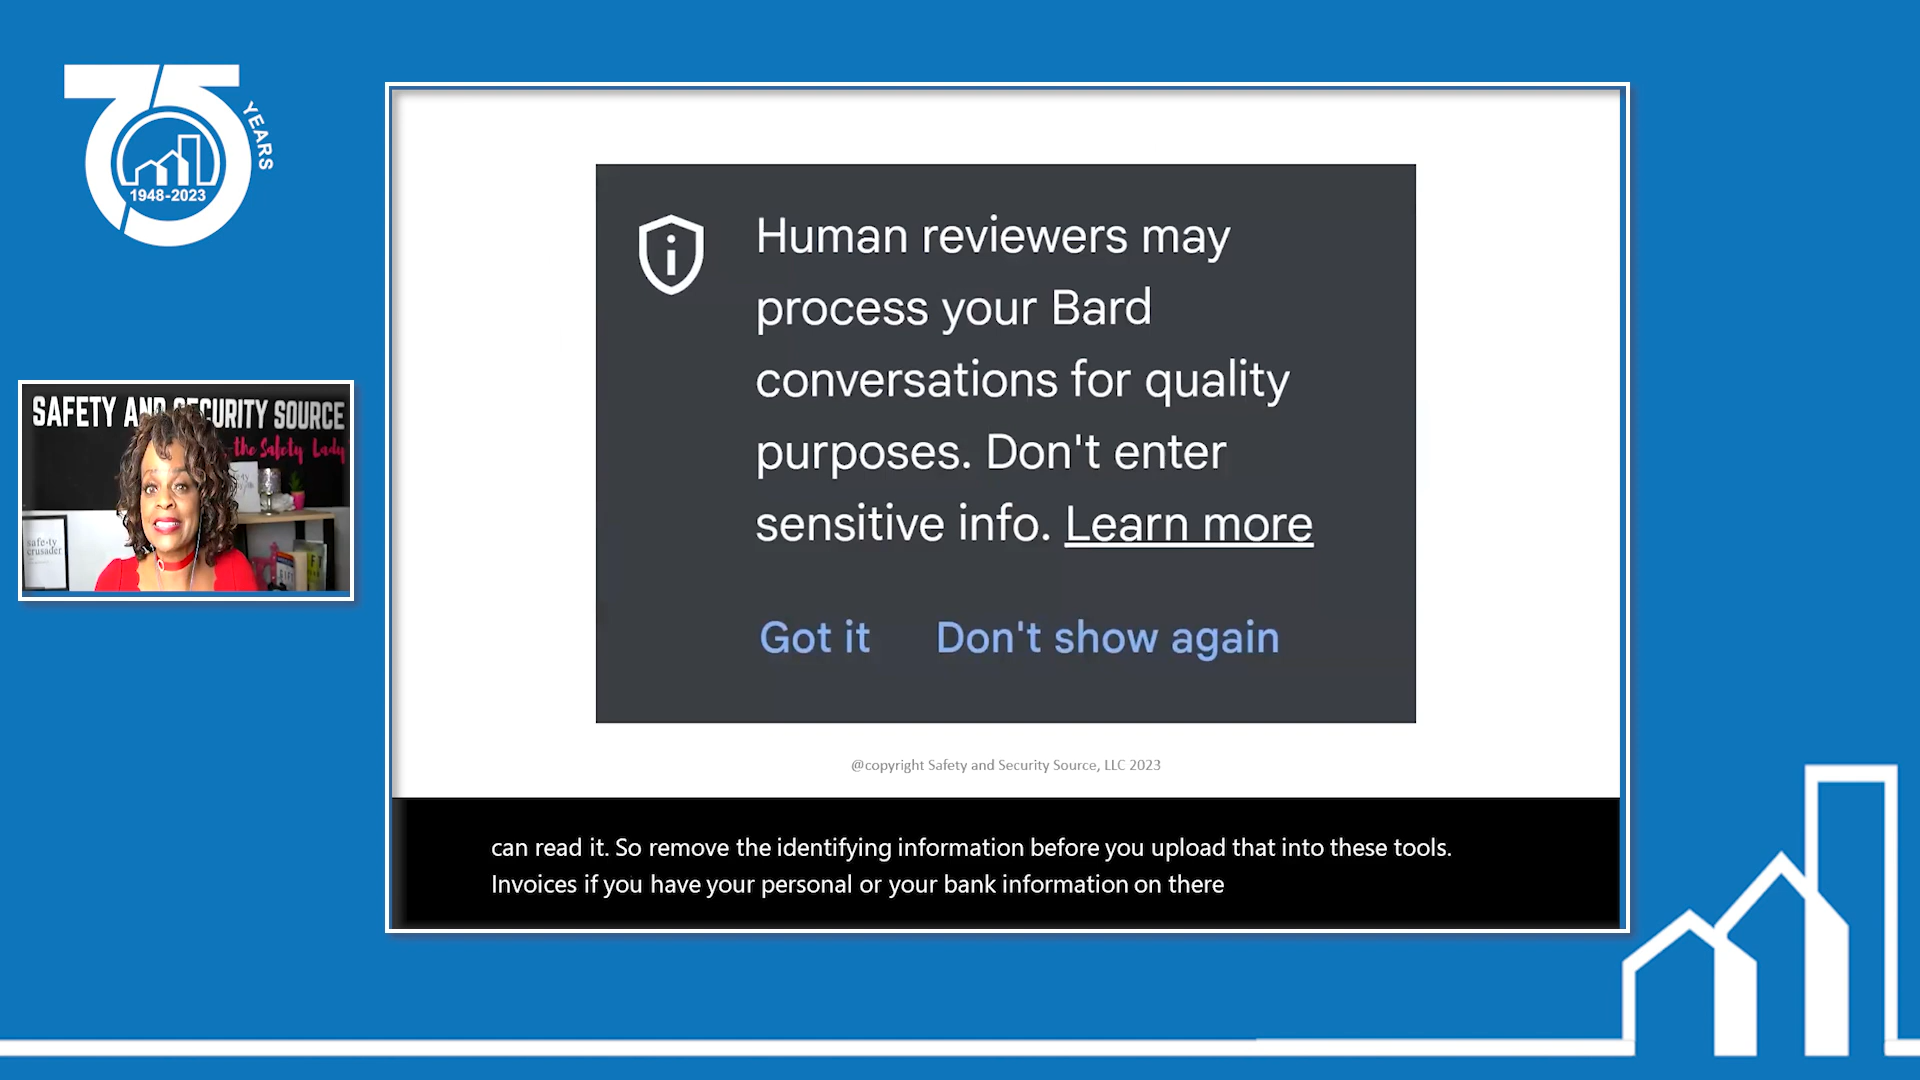 75
YEARS
1948-2023
SAFETY AND SECURITY SOURCE
the Safety Lady
safe·ty
crusader
Human reviewers may
process your Bard
conversations for quality
purposes. Don't enter
sensitive info. Learn more
Got it Don't show again
@copyright Safety and Security Source, LLC 2023
can read it. So remove the identifying information before you upload that into these tools.
Invoices if you have your personal or your bank information on there